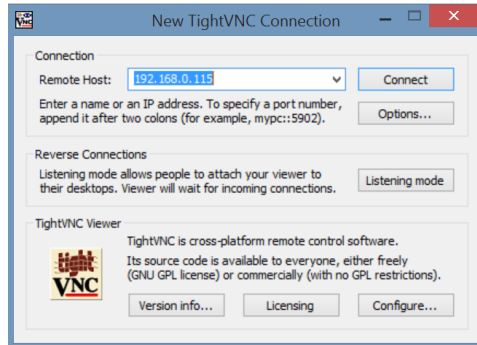 New TightVNC Connection
Connection
Remote Host: 192.168.0.115 Connect
Enter a name or an IP address. To specify a port number,
append it after two colons (for example, mypc::5902). Options...
Reverse Connections
Listening mode allows people to attach your viewer to
their desktops. Viewer will wait for incoming connections. Listening mode
TightVNC Viewer
TightVNC is cross-platform remote control software.
Its source code is available to everyone, either freely
(GNU GPL license) or commercially (with no GPL restrictions).
tight
VNC
Version info... Licensing Configure...